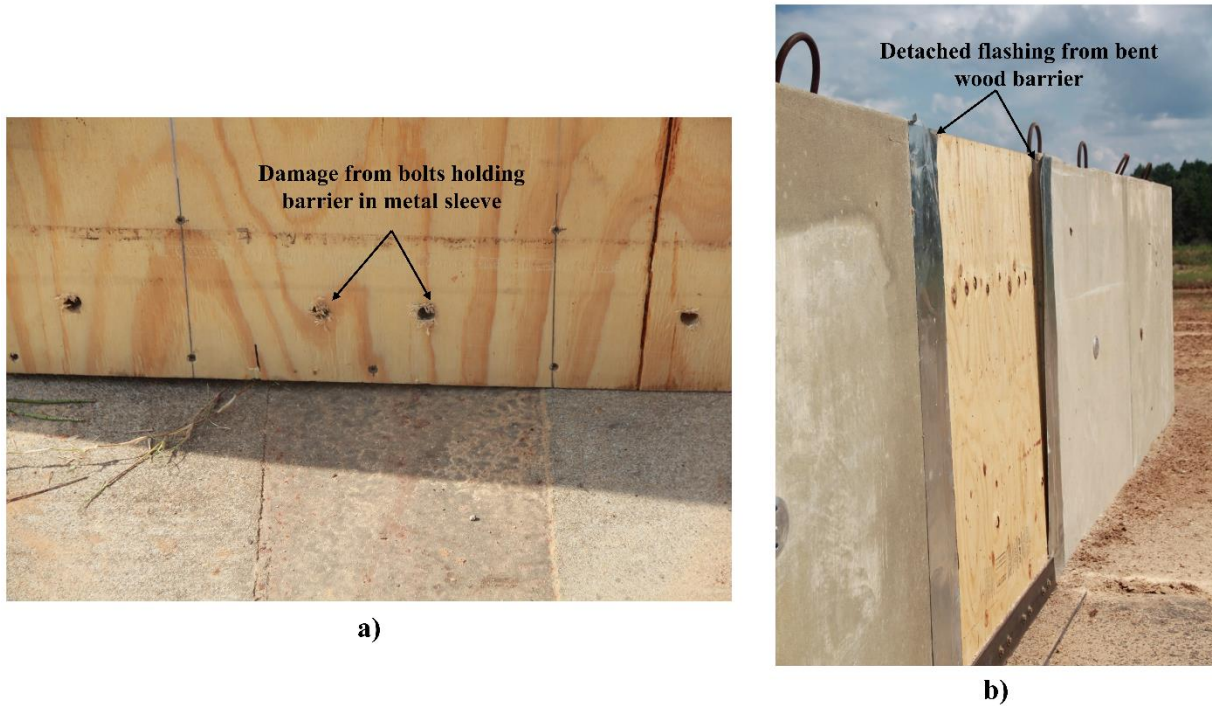 Damage from bolts holding
barrier in metal sleeve
a)
Detached flashing from bent
wood barrier
b)